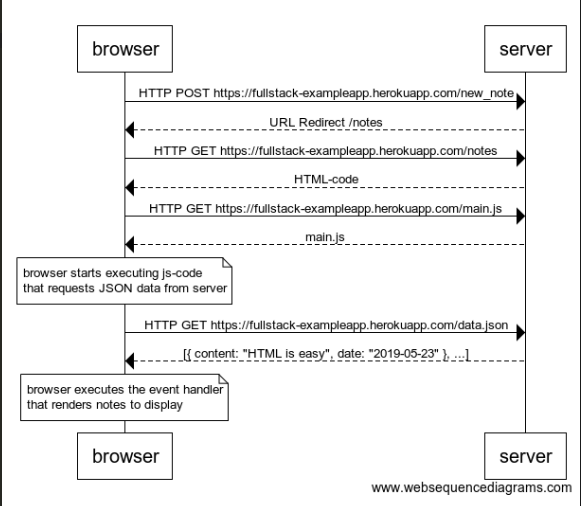 browser
server
HTTP POST https://fullstack-exampleapp.herokuapp.com/new_note
URL Redirect /notes
HTTP GET https://fullstack-exampleapp.herokuapp.com/notes
HTML-code
HTTP GET https://fullstack-exampleapp.herokuapp.com/main.js
main.js
browser starts executing js-code
that requests JSON data from server
HTTP GET https://fullstack-exampleapp.herokuapp.com/data.json
[{ content: "HTML is easy", date: "2019-05-23" }, ...]
browser executes the event handler
that renders notes to display
browser
server
www.websequencediagrams.com